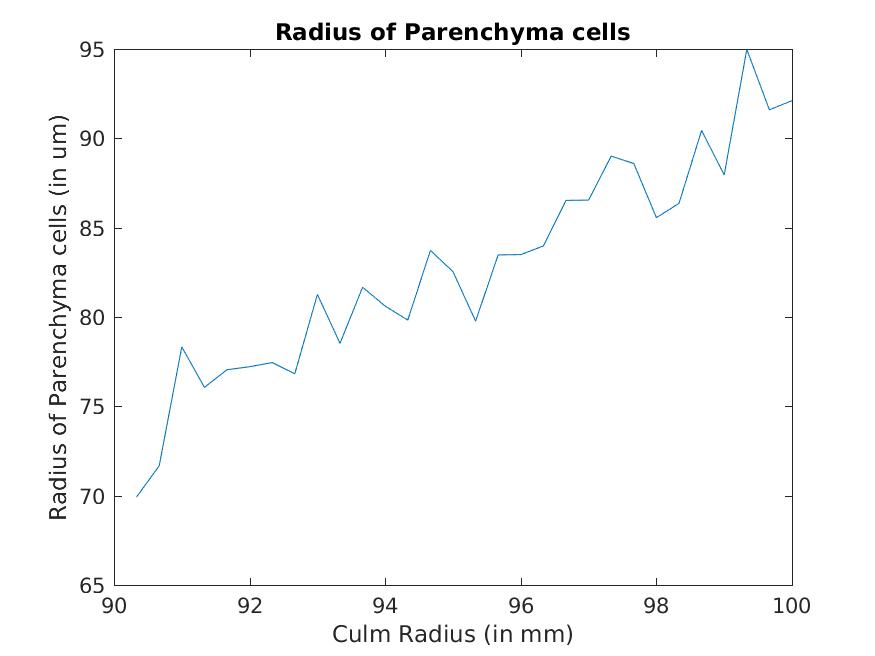 Radius of Parenchyma cells
Radius of Parenchyma cells (in um)
95
90
85
80
75
70
65
90 92 94 96 98 100
Culm Radius (in mm)